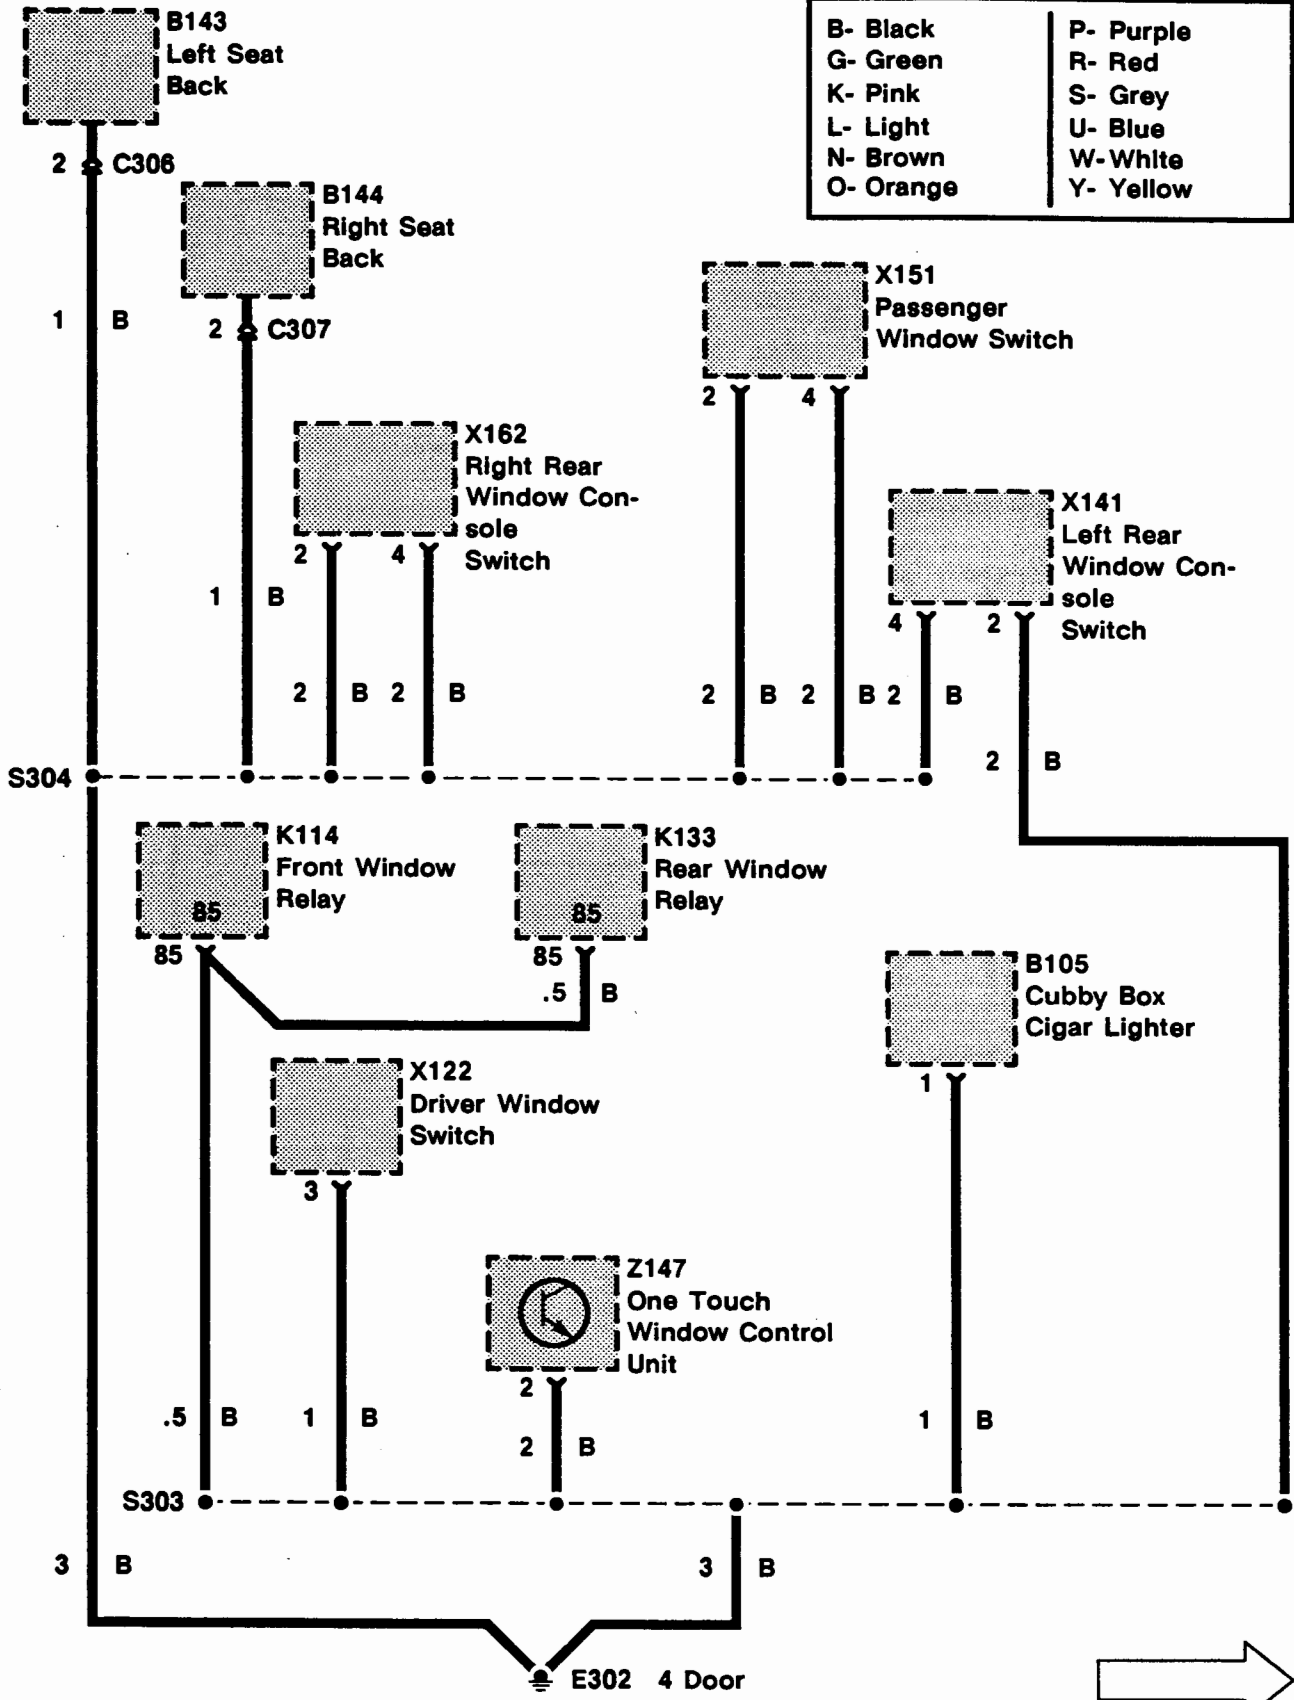 B143
Left Seat
Back
B- Black
G- Green
K- Pink
L- Light
N- Brown
O- Orange
P- Purple
R- Red
S- Grey
U- Blue
W- White
Y- Yellow
2 C306
B144
Right Seat
Back
1 B
2 C307
X151
Passenger
Window Switch
2 4
X162
Right Rear
Window Con-
sole
Switch
2 4
X141
Left Rear
Window Con-
sole
Switch
4 2
1 B
2 B 2 B
2 B 2 B 2 B
2 B
S304
K114
Front Window
Relay
85
85
K133
Rear Window
Relay
85
85
.5 B
B105
Cubby Box
Cigar Lighter
1
X122
Driver Window
Switch
3
Z147
One Touch
Window Control
Unit
2
.5 B 1 B
2 B
1 B
S303
3 B
3 B
E302 4 Door